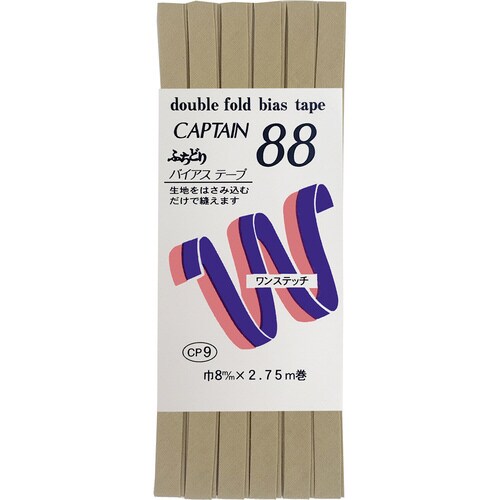 double fold bias tape
CAPTAIN 88
ふちどり
バイアス テープ
生地をはさみ込む
だけで縫えます
ワンステッチ
CP9
巾8m/m×2.75m巻